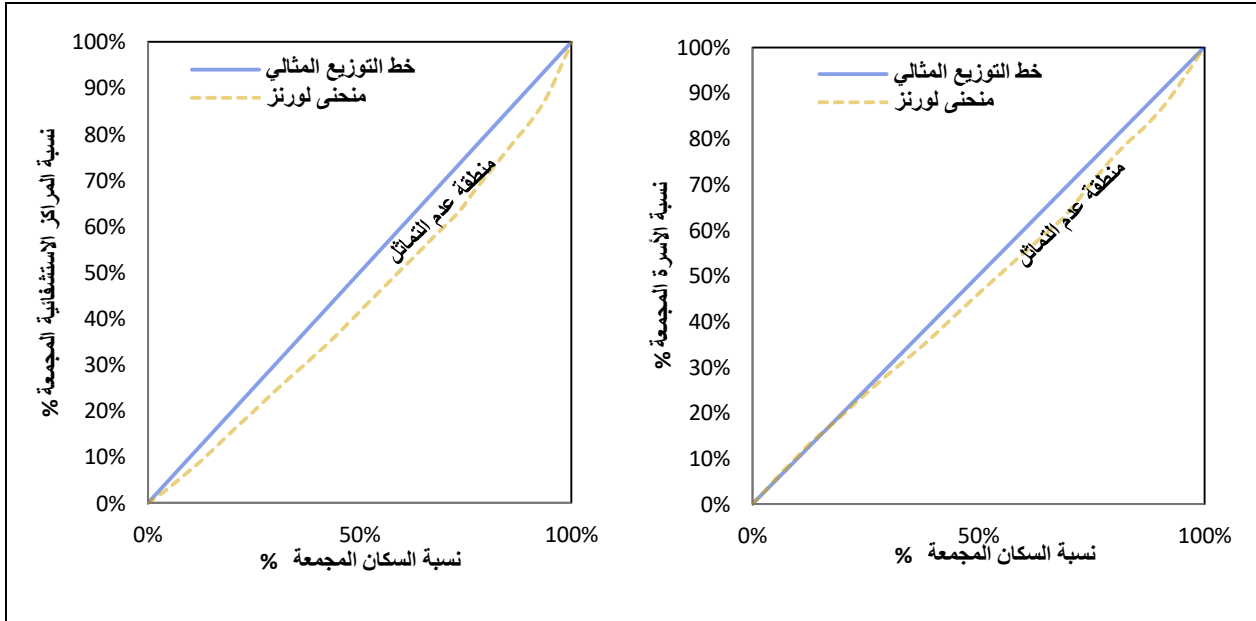 خط التوزيع المثالي
منحنى لورنز
نسبة المراكز الاستشفائية المجمعة %
100%
90%
80%
70%
60%
50%
40%
30%
20%
10%
0%
منطقة عدم التماثل
0%
50%
100%
نسبة السكان المجمعة %
خط التوزيع المثالي
منحنى لورنز
نسبة الأسرة المجمعة %
100%
90%
80%
70%
60%
50%
40%
30%
20%
10%
0%
منطقة عدم التماثل
0%
50%
100%
نسبة السكان المجمعة %